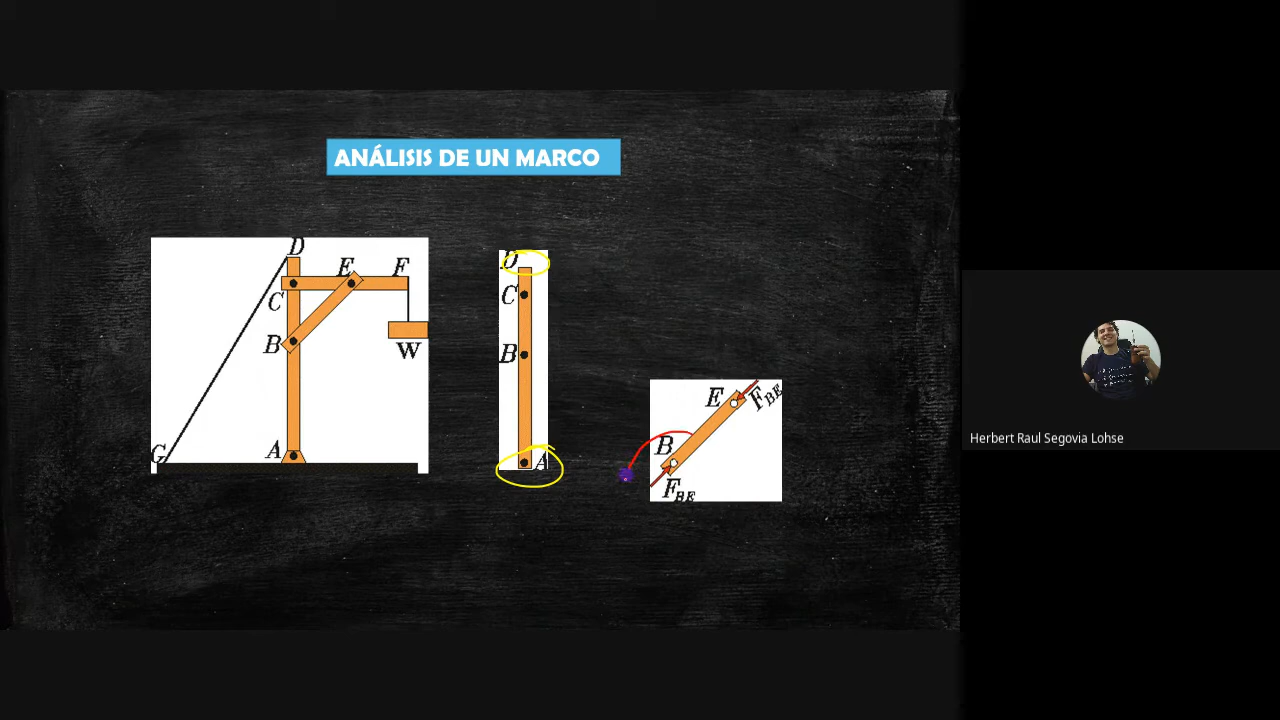 ANÁLISIS DE UN MARCO
D
E
F
C
B
W
A
G
D
C
B
A
E
F_BE
B
F_BE
Herbert Raul Segovia Lohse